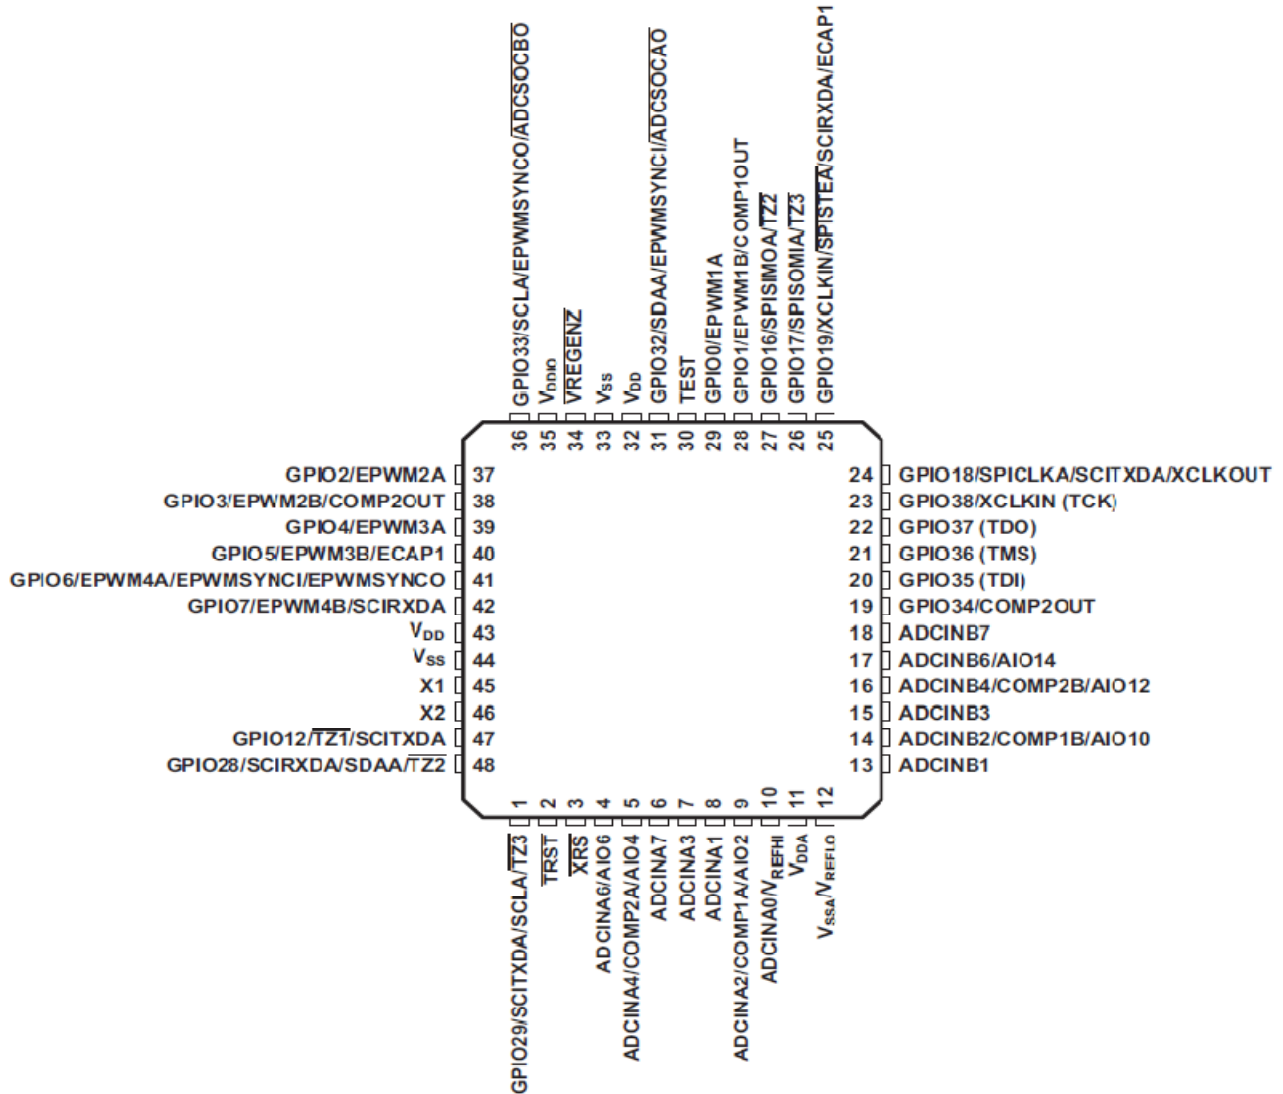 GPIO33/SCLA/EPWMSYNCO/ADCSOCBO
VDDIO
VREGENZ
VSS
VDD
GPIO32/SDAA/EPWMSYNCI/ADCSOCAO
TEST
GPIO0/EPWM1A
GPIO1/EPWM1B/COMP1OUT
GPIO16/SPISIMOA/TZ2
GPIO17/SPISOMIA/TZ3
GPIO19/XCLKIN/SPISTEA/SCIRXDA/ECAP1
36 35 34 33 32 31 30 29 28 27 26 25
GPIO2/EPWM2A 37
GPIO3/EPWM2B/COMP2OUT 38
GPIO4/EPWM3A 39
GPIO5/EPWM3B/ECAP1 40
GPIO6/EPWM4A/EPWMSYNCI/EPWMSYNCO 41
GPIO7/EPWM4B/SCIRXDA 42
VDD 43
VSS 44
X1 45
X2 46
GPIO12/TZ1/SCITXDA 47
GPIO28/SCIRXDA/SDAA/TZ2 48
24 GPIO18/SPICLKA/SCITXDA/XCLKOUT
23 GPIO38/XCLKIN (TCK)
22 GPIO37 (TDO)
21 GPIO36 (TMS)
20 GPIO35 (TDI)
19 GPIO34/COMP2OUT
18 ADCINB7
17 ADCINB6/AIO14
16 ADCINB4/COMP2B/AIO12
15 ADCINB3
14 ADCINB2/COMP1B/AIO10
13 ADCINB1
1 2 3 4 5 6 7 8 9 10 11 12
GPIO29/SCITXDA/SCLA/TZ3
TRST
XRS
ADCINA6/AIO6
ADCINA4/COMP2A/AIO4
ADCINA7
ADCINA3
ADCINA1
ADCINA2/COMP1A/AIO2
ADCINA0/VREFHI
VDDA
VSSA/VREFLO